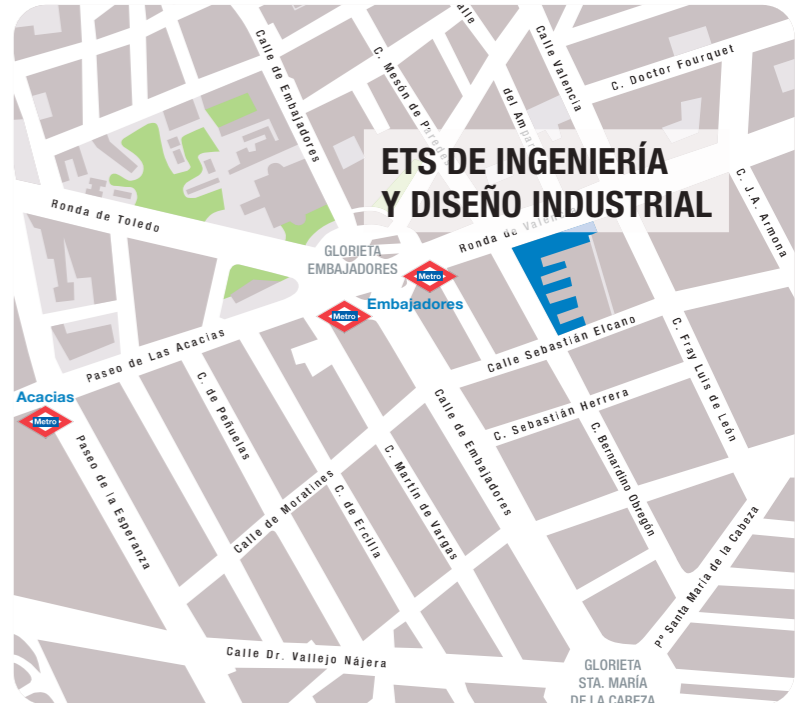 Calle de Embajadores
C. Mesón de Paredes
Calle
del Amparo
Calle Valencia
C. Doctor Fourquet
ETS DE INGENIERÍA
Y DISEÑO INDUSTRIAL
Ronda de Toledo
GLORIETA
EMBAJADORES
Ronda de Valencia
C. J.A. Armona
Metro
Embajadores
Metro
Paseo de Las Acacias
Calle Sebastián Elcano
C. Fray Luis de León
Acacias
Metro
C. de Peñuelas
Calle de Embajadores
C. Sebastián Herrera
C. Bernardino Obregón
Paseo de la Esperanza
Calle de Moratines
C. de Ercilla
C. Martín de Vargas
Pº Santa María de la Cabeza
Calle Dr. Vallejo Nájera
GLORIETA
STA. MARÍA
DE LA CABEZA